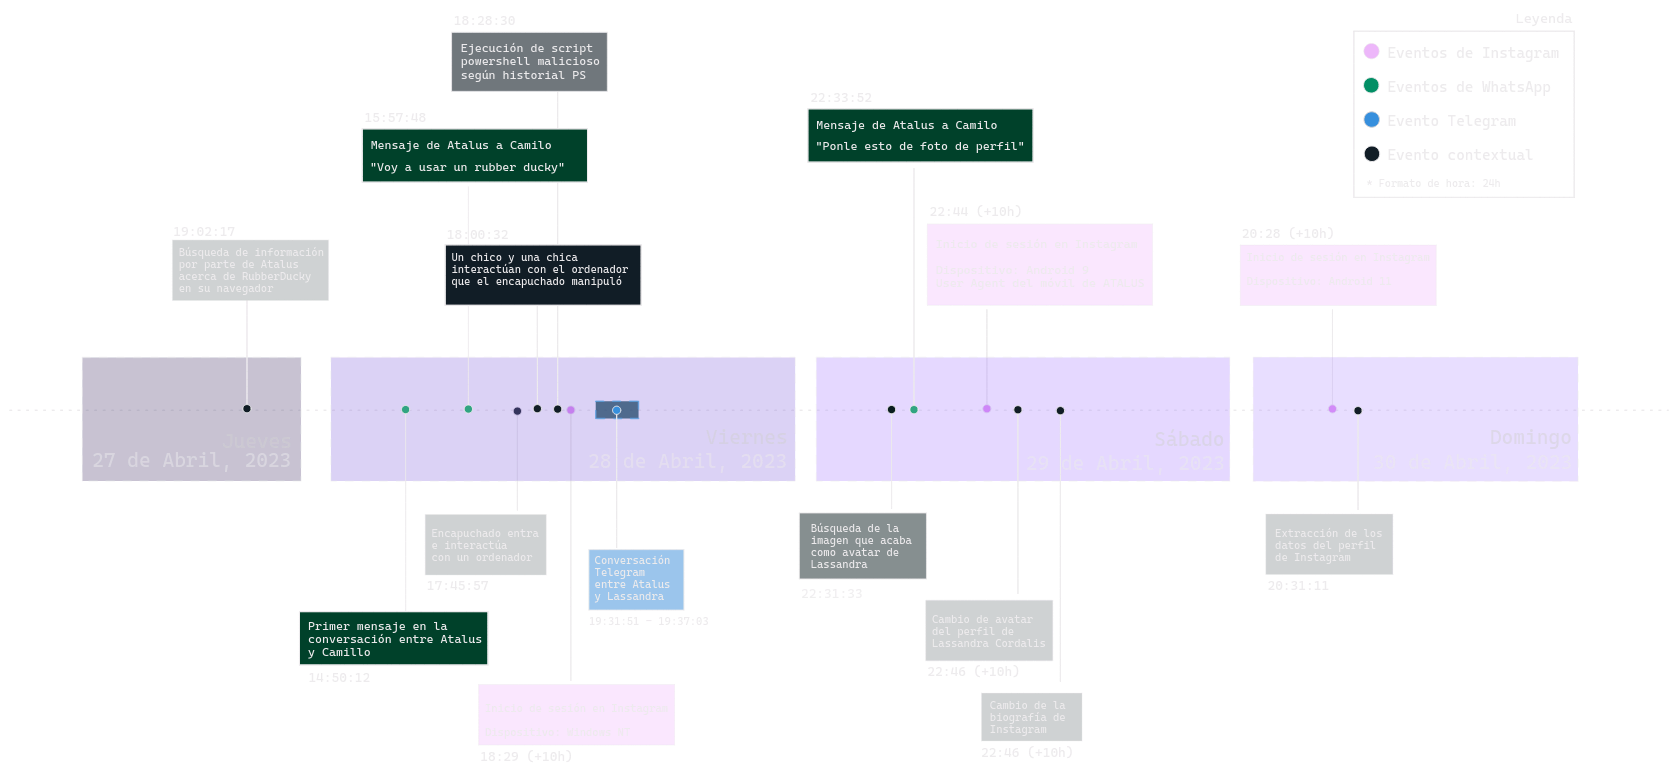 18:28:30
Ejecución de script
powershell malicioso
según historial PS
15:57:48
Mensaje de Atalus a Camilo
"Voy a usar un rubber ducky"
19:02:17
Búsqueda de información
por parte de Atalus
acerca de RubberDucky
en su navegador
18:00:32
Un chico y una chica
interactúan con el ordenador
que el encapuchado manipuló
22:33:52
Mensaje de Atalus a Camilo
"Ponle esto de foto de perfil"
22:44 (+10h)
20:28 (+10h)
Leyenda
Eventos de Instagram
Eventos de WhatsApp
Evento Telegram
Evento contextual
* Formato de hora: 24h
Jueves
27 de Abril, 2023
Viernes
28 de Abril, 2023
Sábado
29 de Abril, 2023
Domingo
30 de Abril, 2023
Encapuchado entra
e interactúa
con un ordenador
17:45:57
Primer mensaje en la
conversación entre Atalus
y Camillo
14:50:12
Conversación
Telegram
entre Atalus
y Lassandra
19:31:51 - 19:37:03
18:29 (+10h)
Búsqueda de la
imagen que acaba
como avatar de
Lassandra
22:31:33
Cambio de avatar
del perfil de
Lassandra Cordalis
22:46 (+10h)
Cambio de la
biografía de
Instagram
22:46 (+10h)
Extracción de los
datos del perfil
de Instagram
20:31:11